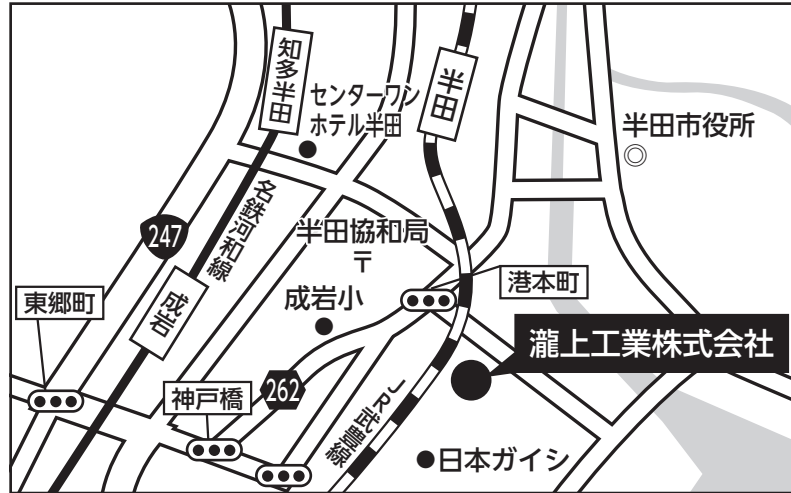 知多半田
センターワン
ホテル半田
半田
半田市役所
名鉄河和線
247
半田協和局
〒
港本町
成岩
成岩小
東郷町
瀧上工業株式会社
262
神戸橋
JR武豊線
日本ガイシ